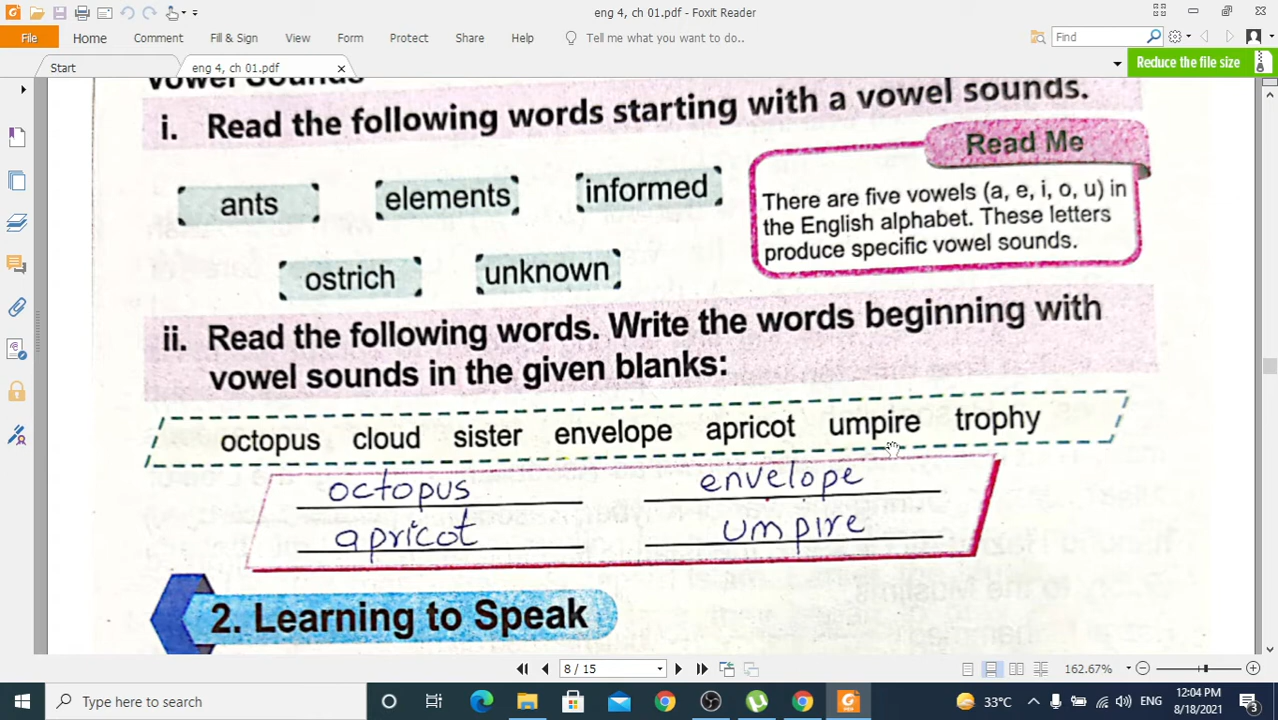 eng 4, ch 01.pdf - Foxit Reader
File Home Comment Fill & Sign View Form Protect Share Help Tell me what you want to do.. Find
Start eng 4, ch 01.pdf Reduce the file size
Vowel Sounds
i. Read the following words starting with a vowel sounds.
Read Me
ants elements informed
There are five vowels (a, e, i, o, u) in
the English alphabet. These letters
produce specific vowel sounds.
ostrich unknown
ii. Read the following words. Write the words beginning with
vowel sounds in the given blanks:
octopus cloud sister envelope apricot umpire trophy
octopus envelope
apricot umpire
2. Learning to Speak
8 / 15 162.67%
Type here to search 33°C ENG 12:04 PM
8/18/2021
3